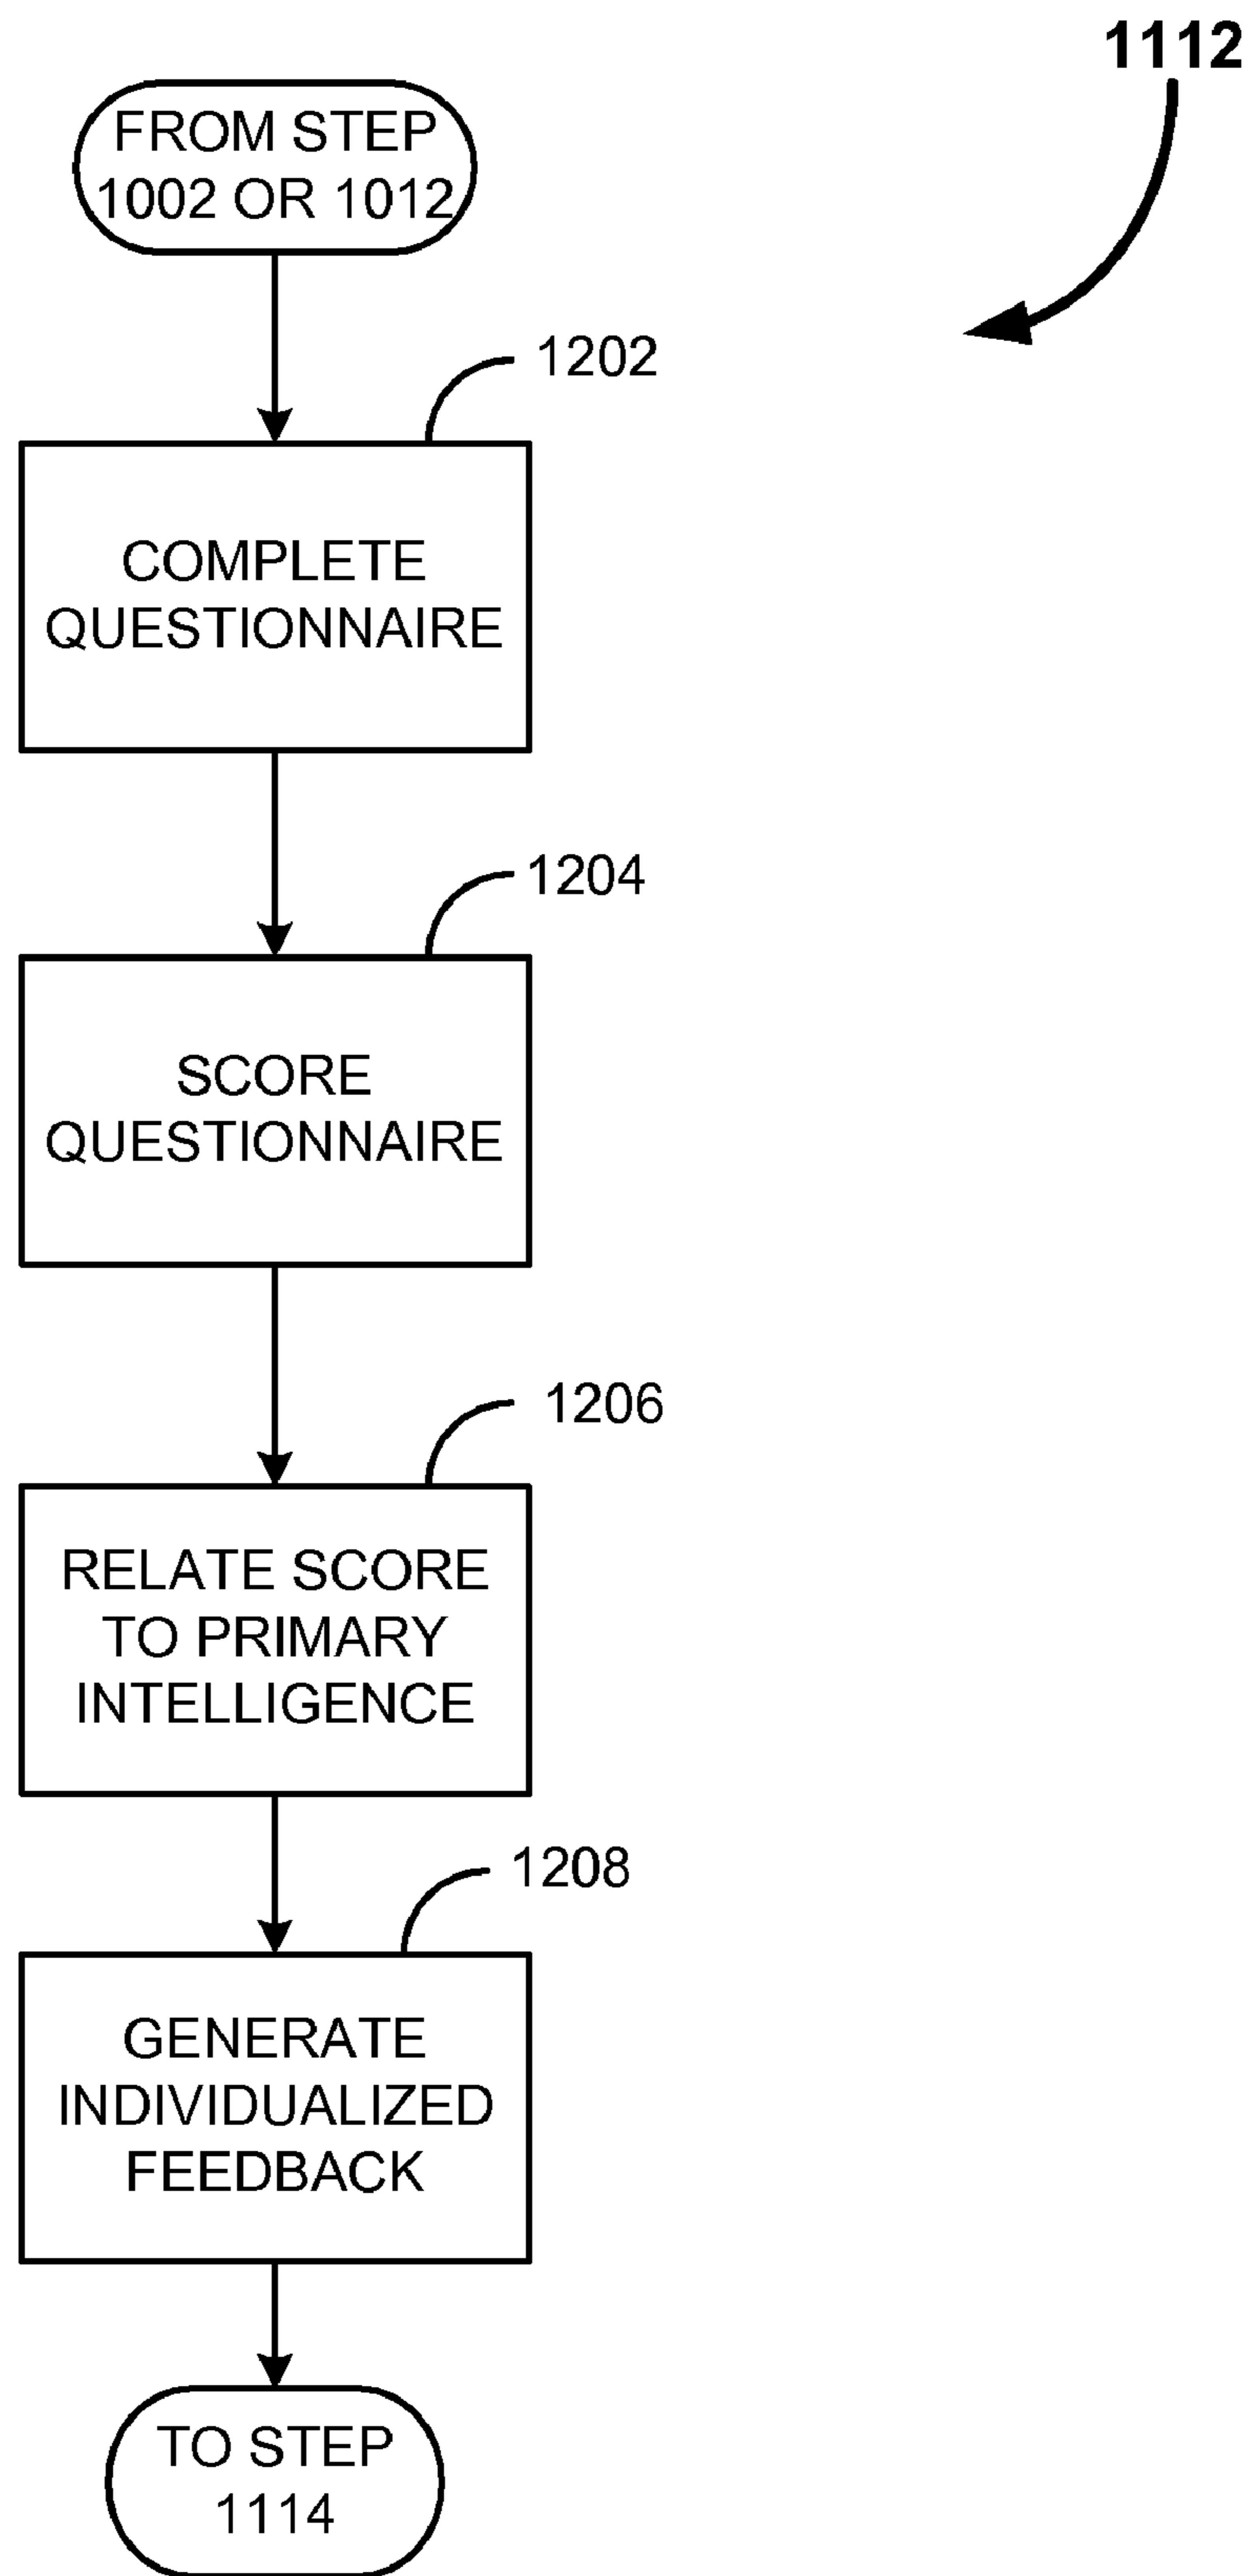 1112
FROM STEP
1002 OR 1012
1202
COMPLETE
QUESTIONNAIRE
1204
SCORE
QUESTIONNAIRE
1206
RELATE SCORE
TO PRIMARY
INTELLIGENCE
1208
GENERATE
INDIVIDUALIZED
FEEDBACK
TO STEP
1114